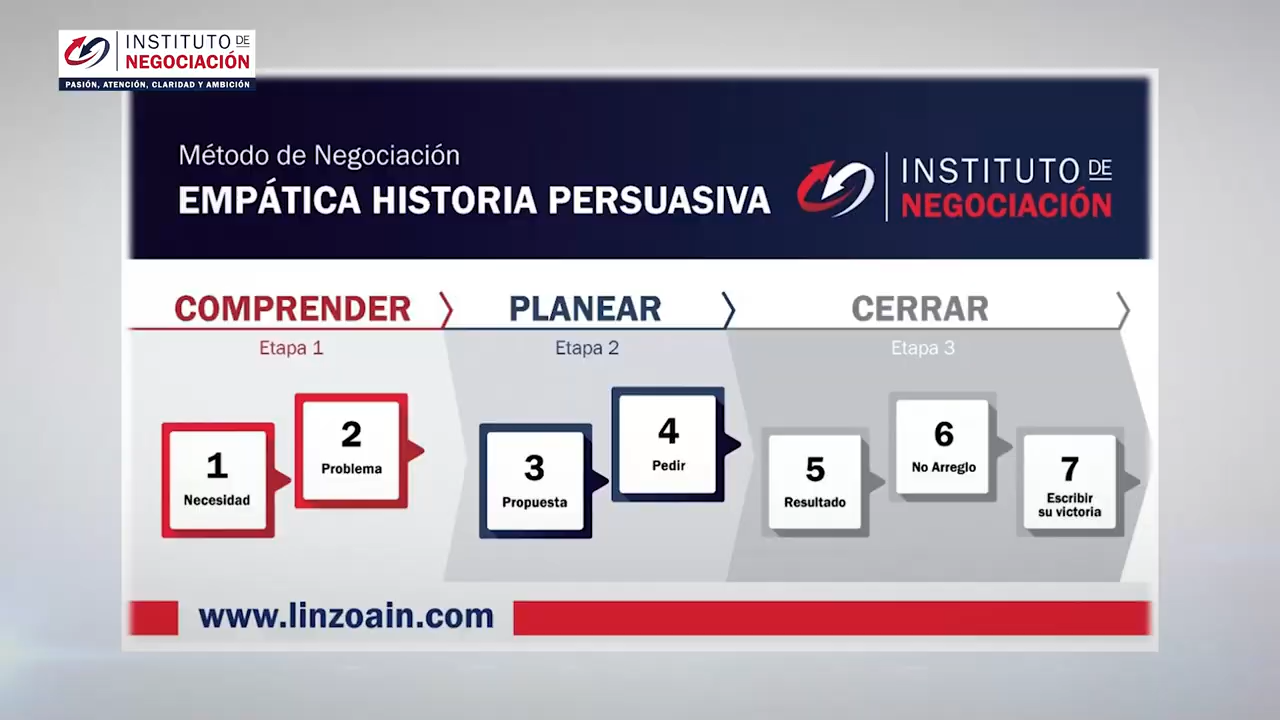 INSTITUTO DE
NEGOCIACIÓN
PASIÓN, ATENCIÓN, CLARIDAD Y AMBICIÓN
Método de Negociación
EMPÁTICA HISTORIA PERSUASIVA
INSTITUTO DE
NEGOCIACIÓN
COMPRENDER
PLANEAR
CERRAR
Etapa 1
Etapa 2
Etapa 3
1
Necesidad
2
Problema
3
Propuesta
4
Pedir
5
Resultado
6
No Arreglo
7
Escribir
su victoria
www.linzoain.com